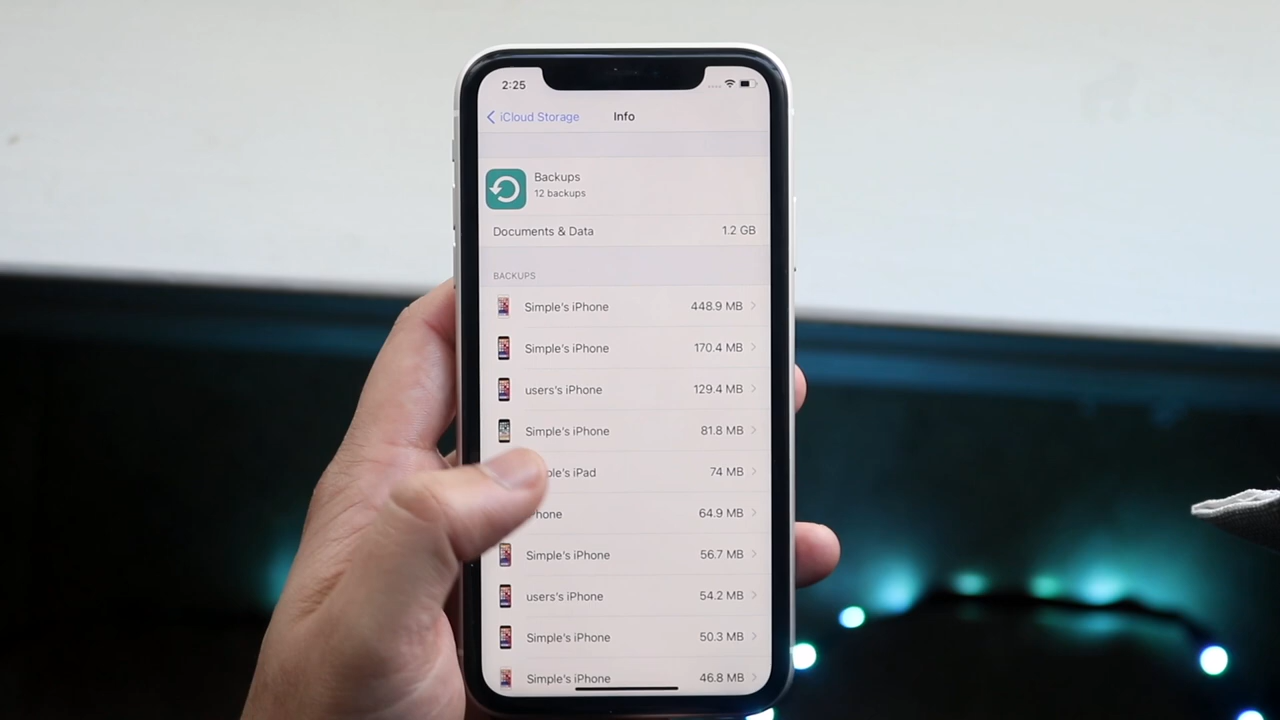 2:25
iCloud Storage Info
Backups
12 backups
Documents & Data 1.2 GB
BACKUPS
Simple's iPhone 448.9 MB
Simple's iPhone 170.4 MB
users's iPhone 129.4 MB
Simple's iPhone 81.8 MB
ple's iPad 74 MB
Phone 64.9 MB
Simple's iPhone 56.7 MB
users's iPhone 54.2 MB
Simple's iPhone 50.3 MB
Simple's iPhone 46.8 MB